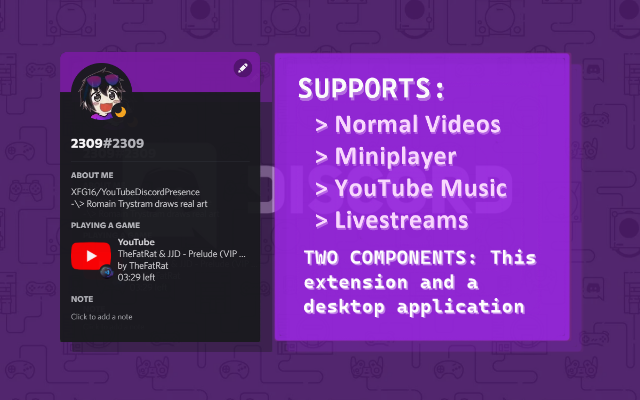 2309#2309
ABOUT ME
XFG16/YouTubeDiscordPresence
-\> Romain Trystram draws real art
PLAYING A GAME
YouTube
TheFatRat & JJD - Prelude (VIP ...
by TheFatRat
03:29 left
NOTE
Click to add a note
DISCORD
SUPPORTS:
> Normal Videos
> Miniplayer
> YouTube Music
> Livestreams
TWO COMPONENTS: This
extension and a
desktop application